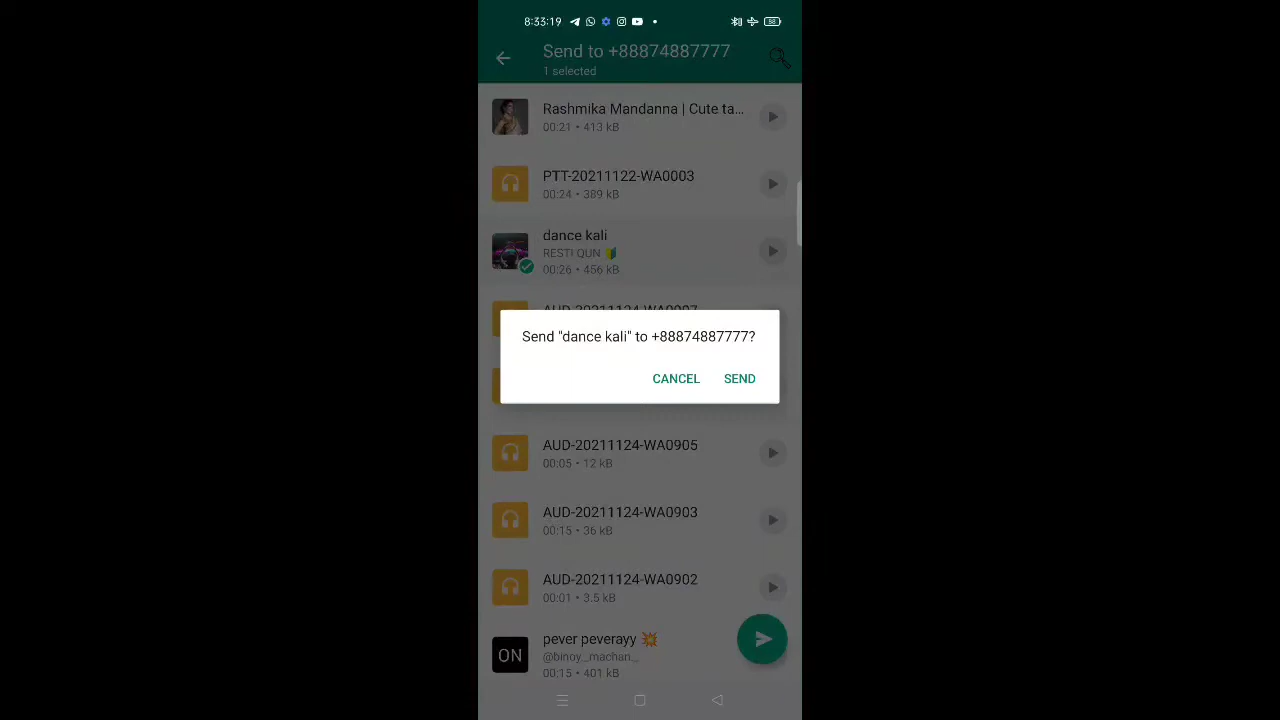 8:33:19
58
Send to +88874887777
1 selected
Rashmika Mandanna | Cute ta...
00:21 • 413 kB
PTT-20211122-WA0003
00:24 • 389 kB
dance kali
RESTI QUN 🔰
00:26 • 456 kB
Send "dance kali" to +88874887777?
CANCEL SEND
AUD-20211124-WA0905
00:05 • 12 kB
AUD-20211124-WA0903
00:15 • 36 kB
AUD-20211124-WA0902
00:01 • 3.5 kB
pever peverayy 💥
ON
@binoy_machan_
00:15 • 401 kB